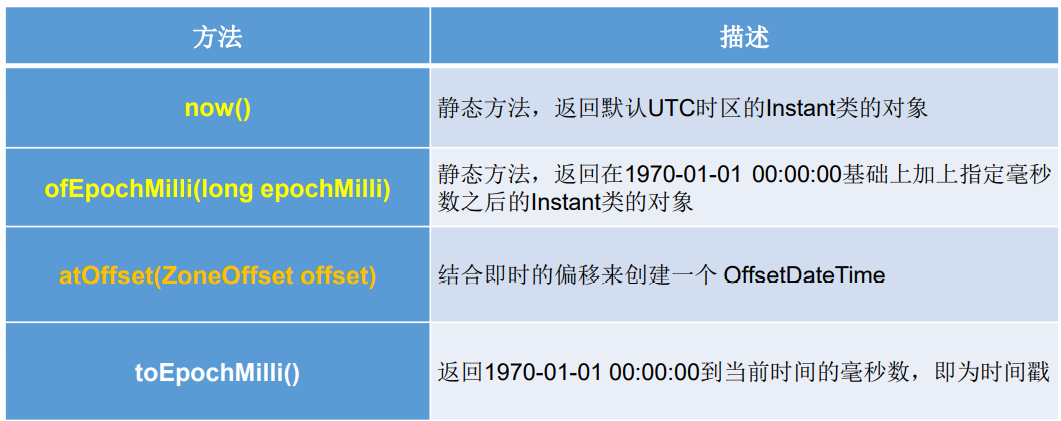 方法
描述
now()
静态方法，返回默认UTC时区的Instant类的对象
ofEpochMilli(long epochMilli)
静态方法，返回在1970-01-01 00:00:00基础上加上指定毫秒
数之后的Instant类的对象
atOffset(ZoneOffset offset)
结合即时的偏移来创建一个 OffsetDateTime
toEpochMilli()
返回1970-01-01 00:00:00到当前时间的毫秒数，即为时间戳